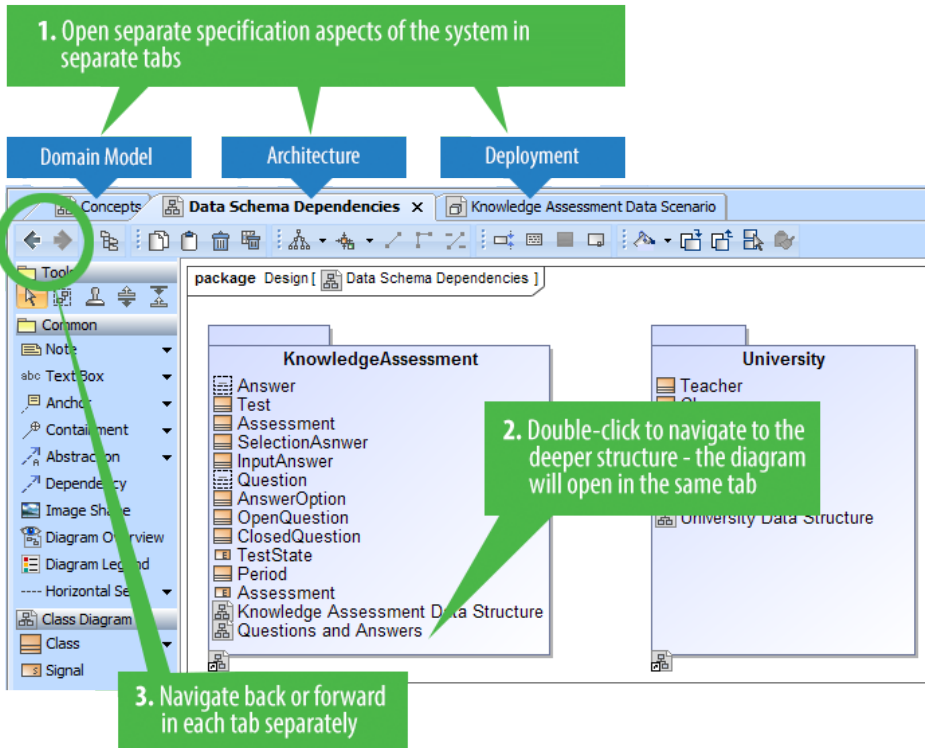 1. Open separate specification aspects of the system in
separate tabs
Domain Model
Architecture
Deployment
Concepts
Data Schema Dependencies X
Knowledge Assessment Data Scenario
Tools
package Design [ Data Schema Dependencies ]
Common
Note
abc Text Box
Anchor
Containment
Abstraction
Dependency
Image Shape
Diagram Overview
Diagram Legend
---- Horizontal Se
Class Diagram
Class
Signal
KnowledgeAssessment
Answer
Test
Assessment
SelectionAsnwer
InputAnswer
Question
AnswerOption
OpenQuestion
ClosedQuestion
TestState
Period
Assessment
Knowledge Assessment Data Structure
Questions and Answers
University
Teacher
University Data Structure
2. Double-click to navigate to the
deeper structure - the diagram
will open in the same tab
3. Navigate back or forward
in each tab separately